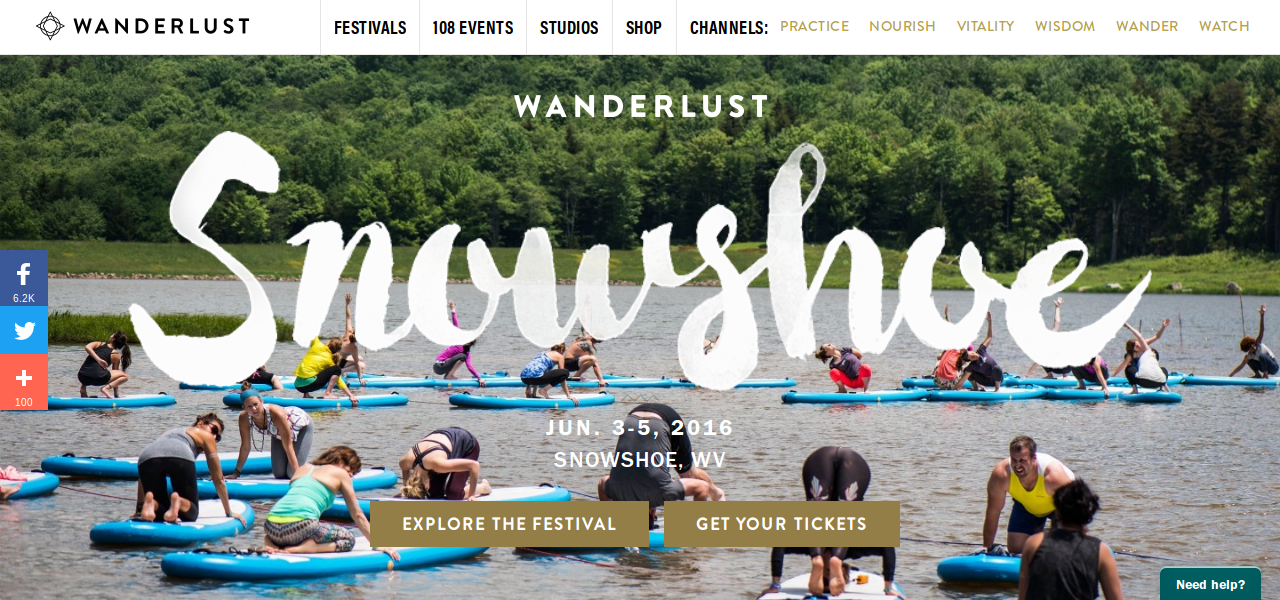 WANDERLUST
FESTIVALS
108 EVENTS
STUDIOS
SHOP
CHANNELS:
PRACTICE
NOURISH
VITALITY
WISDOM
WANDER
WATCH
WANDERLUST
Snowshoe
6.2K
100
JUN. 3-5, 2016
SNOWSHOE, WV
EXPLORE THE FESTIVAL
GET YOUR TICKETS
Need help?